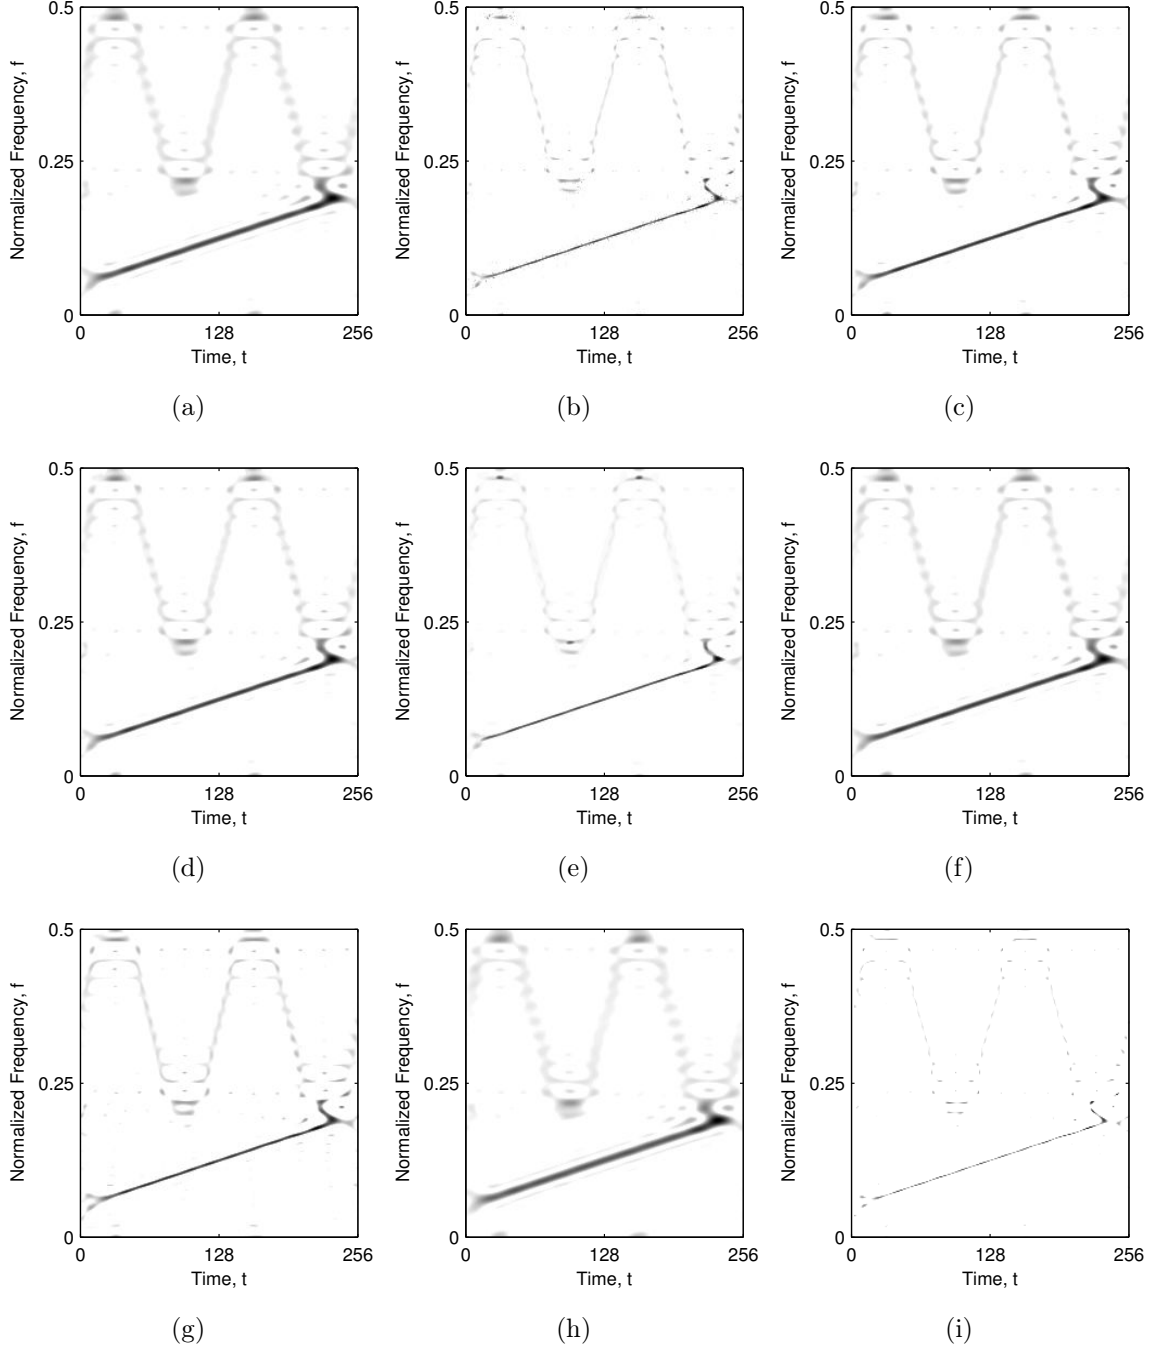 0.5
0.25
0
Normalized Frequency, f
0 128 256
Time, t
(a)
0.5
0.25
0
Normalized Frequency, f
0 128 256
Time, t
(b)
0.5
0.25
0
Normalized Frequency, f
0 128 256
Time, t
(c)
0.5
0.25
0
Normalized Frequency, f
0 128 256
Time, t
(d)
0.5
0.25
0
Normalized Frequency, f
0 128 256
Time, t
(e)
0.5
0.25
0
Normalized Frequency, f
0 128 256
Time, t
(f)
0.5
0.25
0
Normalized Frequency, f
0 128 256
Time, t
(g)
0.5
0.25
0
Normalized Frequency, f
0 128 256
Time, t
(h)
0.5
0.25
0
Normalized Frequency, f
0 128 256
Time, t
(i)